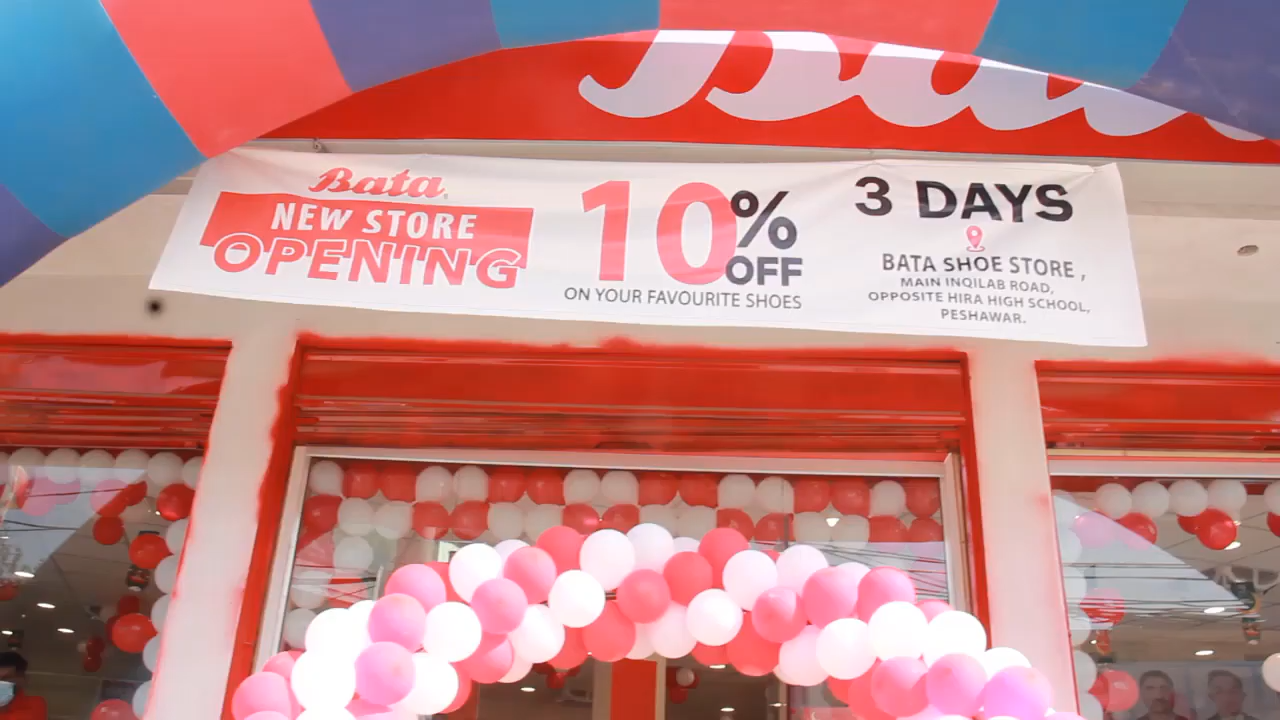 Bata
Bata
NEW STORE
OPENING
10%
OFF
ON YOUR FAVOURITE SHOES
3 DAYS
BATA SHOE STORE ,
MAIN INQILAB ROAD,
OPPOSITE HIRA HIGH SCHOOL,
PESHAWAR.